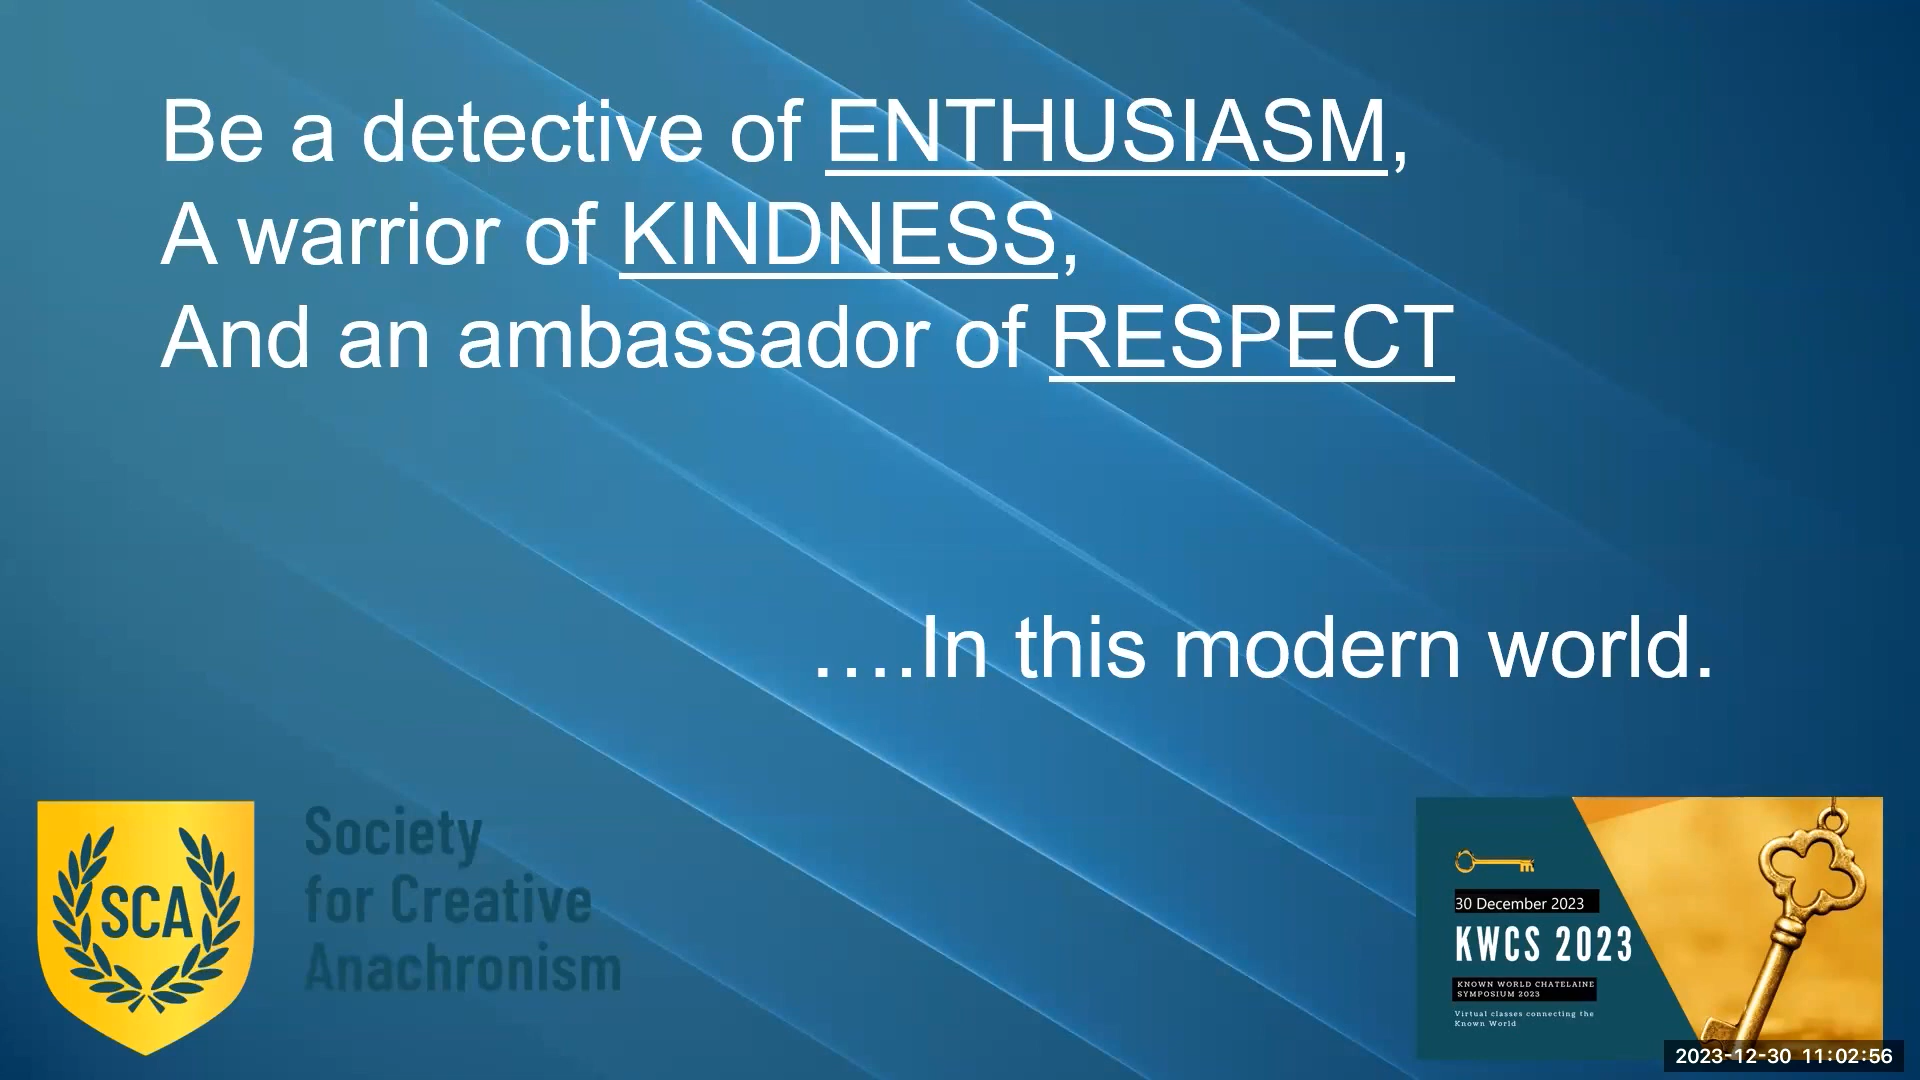 Be a detective of ENTHUSIASM,
A warrior of KINDNESS,
And an ambassador of RESPECT
….In this modern world.
SCA
Society
for Creative
Anachronism
30 December 2023
KWCS 2023
KNOWN WORLD CHATELAINE
SYMPOSIUM 2023
Virtual classes connecting the
Known World
2023-12-30 11:02:56